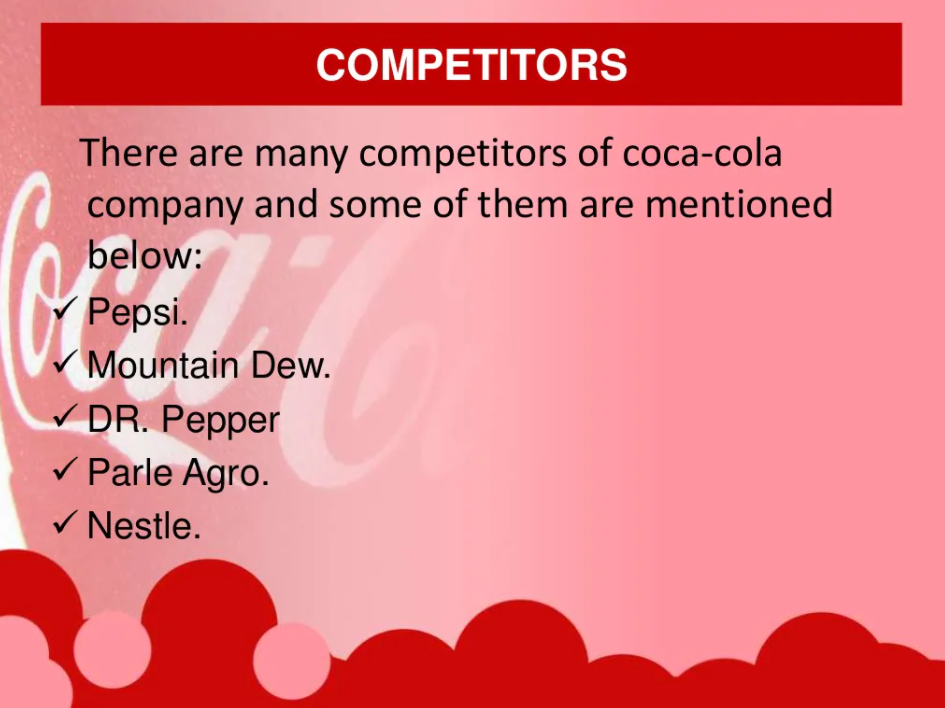 COMPETITORS
There are many competitors of coca-cola
company and some of them are mentioned
below:
✓ Pepsi.
✓ Mountain Dew.
✓ DR. Pepper
✓ Parle Agro.
✓ Nestle.
Coca-C